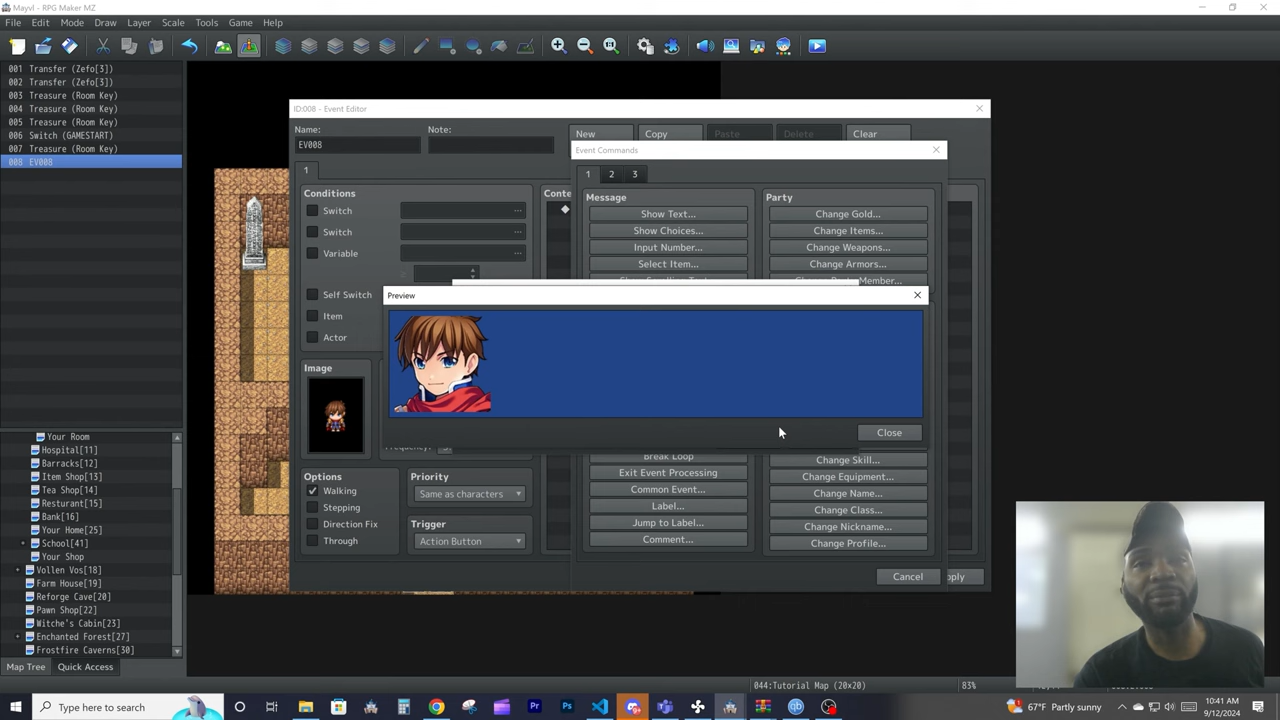 Mayvl - RPG Maker MZ
File Edit Mode Draw Layer Scale Tools Game Help
001 Transfer (Zefo[3])
002 Transfer (Zefo[3])
003 Treasure (Room Key)
004 Treasure (Room Key)
005 Treasure (Room Key)
006 Switch (GAMESTART)
007 Treasure (Room Key)
008 EV008
Your Room
Hospital[11]
Barracks[12]
Item Shop[13]
Tea Shop[14]
Resturant[15]
Bank[16]
Your Home[25]
School[41]
Your Shop
Vollen Vos[18]
Farm House[19]
Reforge Cave[20]
Pawn Shop[22]
Witche's Cabin[23]
Enchanted Forest[27]
Frostfire Caverns[30]
Map Tree Quick Access
ID:008 - Event Editor
Name: Note:
EV008
New Copy Paste Delete Clear
1
Conditions
Switch ...
Switch ...
Variable ...
Self Switch
Item
Actor
Image
Options
Walking
Stepping
Direction Fix
Through
Priority
Same as characters
Trigger
Action Button
Conte
Event Commands
1 2 3
Message
Show Text...
Show Choices...
Input Number...
Select Item...
Party
Change Gold...
Change Items...
Change Weapons...
Change Armors...
Preview
Close
Break Loop
Exit Event Processing
Common Event...
Label...
Jump to Label...
Comment...
Change Skill...
Change Equipment...
Change Name...
Change Class...
Change Nickname...
Change Profile...
Cancel pply
044:Tutorial Map (20x20) 83%
Type here to search
67°F Partly sunny
10:41 AM
9/12/2024